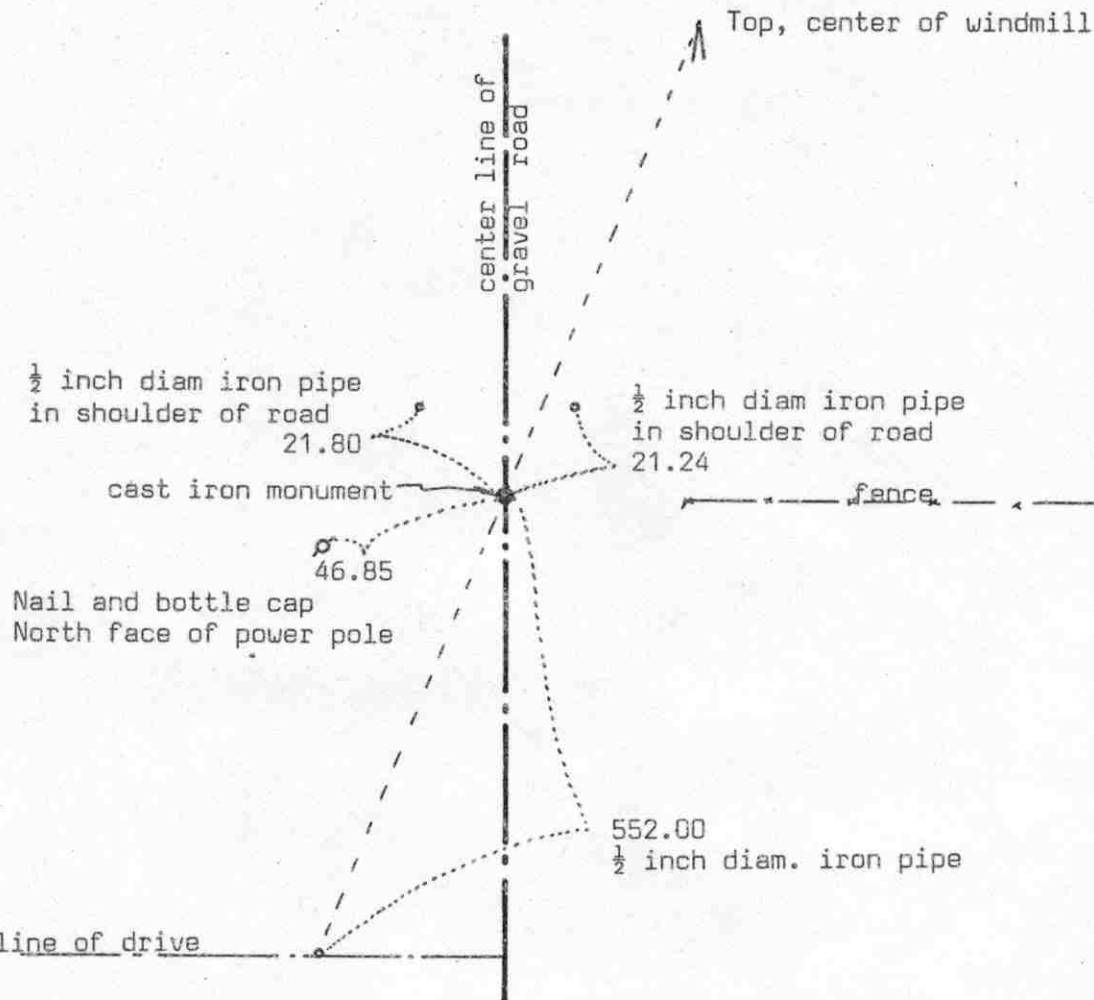 Top, center of windmill
center line of
gravel road
½ inch diam iron pipe
in shoulder of road
21.80
½ inch diam iron pipe
in shoulder of road
21.24
cast iron monument
fence
46.85
Nail and bottle cap
North face of power pole
552.00
½ inch diam. iron pipe
line of drive